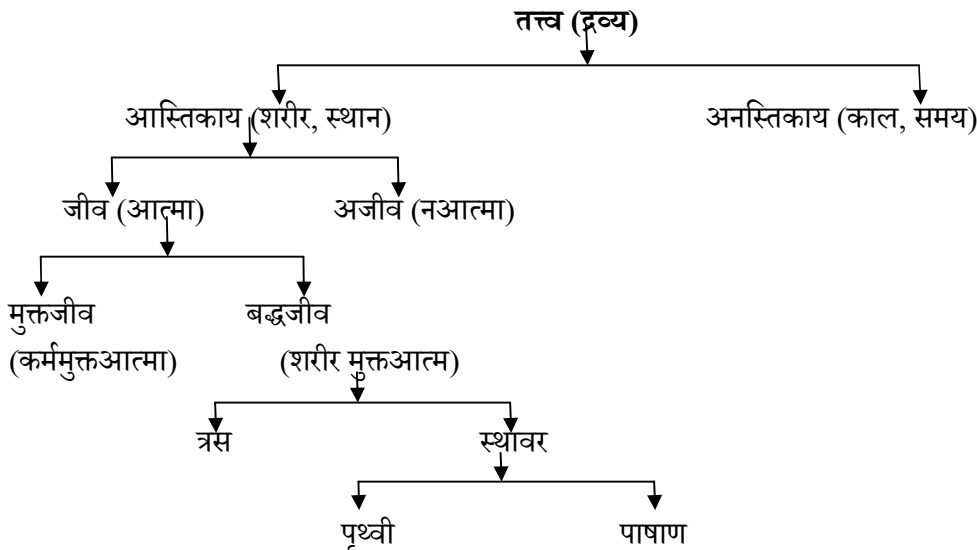 तत्त्व (द्रव्य)
आस्तिकाय (शरीर, स्थान) अनस्तिकाय (काल, समय)
जीव (आत्मा) अजीव (नआत्मा)
मुक्तजीव बद्धजीव
(कर्ममुक्तआत्मा) (शरीर मुक्तआत्म)
त्रस स्थावर
पृथ्वी पाषाण